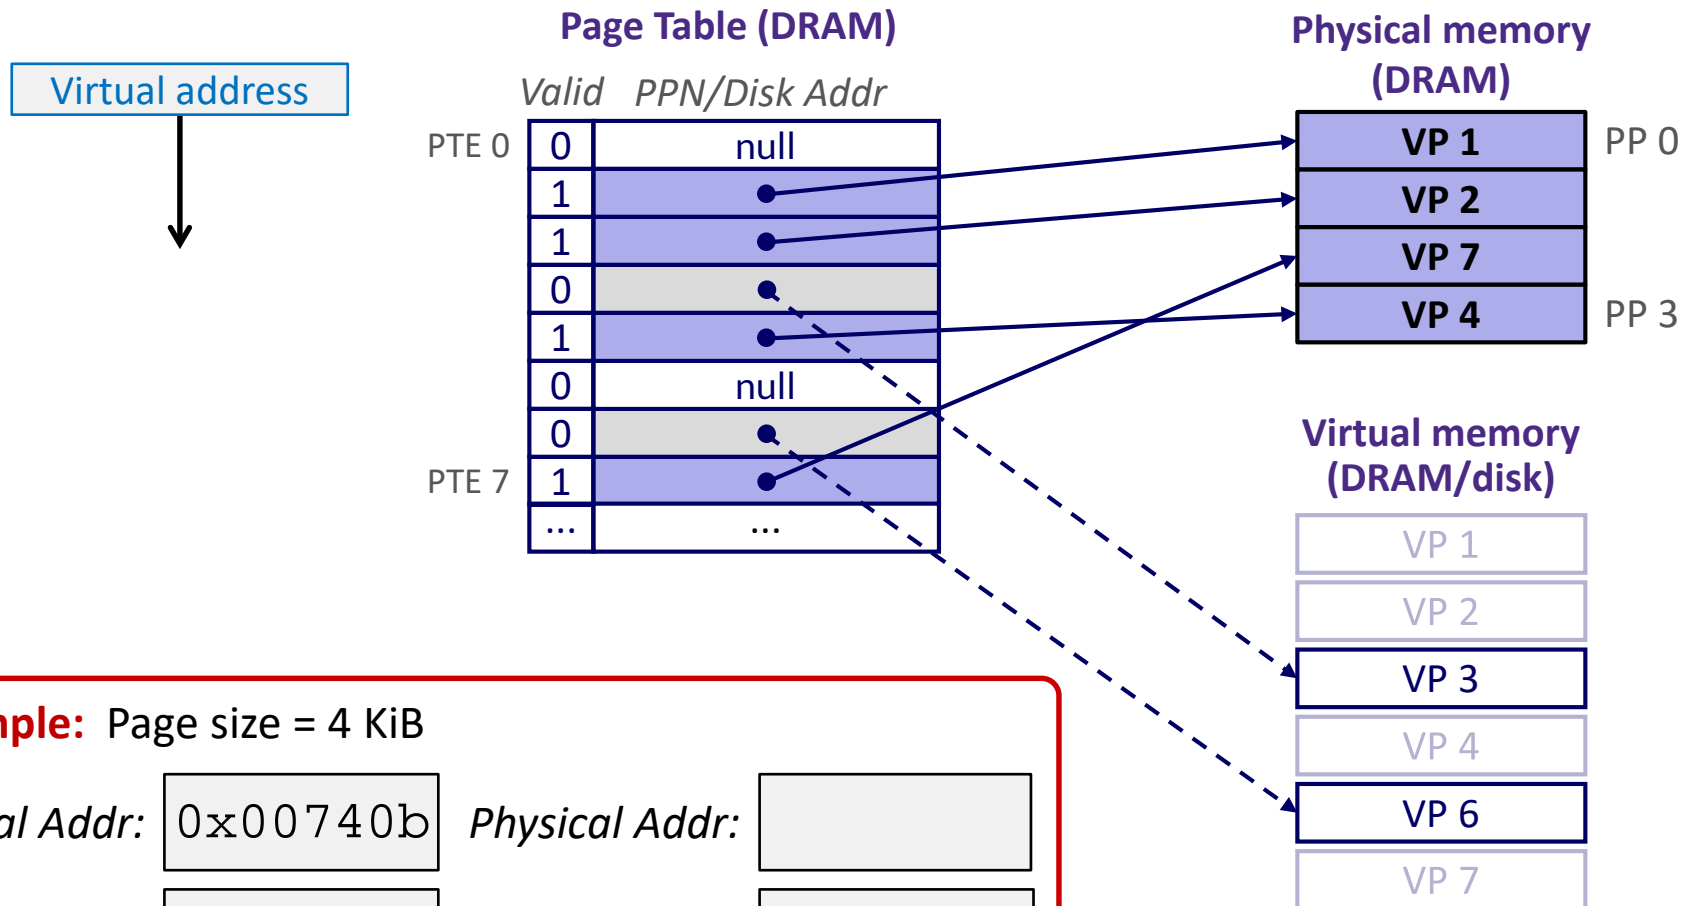 Page Table (DRAM)
Physical memory
(DRAM)
Virtual address
Valid PPN/Disk Addr
PTE 0 0 null
1
1
0
1
0 null
0
PTE 7 1
... ...
VP 1 PP 0
VP 2
VP 7
VP 4 PP 3
Virtual memory
(DRAM/disk)
VP 1
VP 2
VP 3
VP 4
VP 6
VP 7
mple: Page size = 4 KiB
al Addr: 0x00740b Physical Addr: